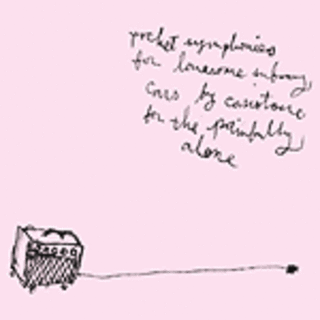 pocket symphonies
for lonesome subway
cars by casiotone
for the painfully
alone